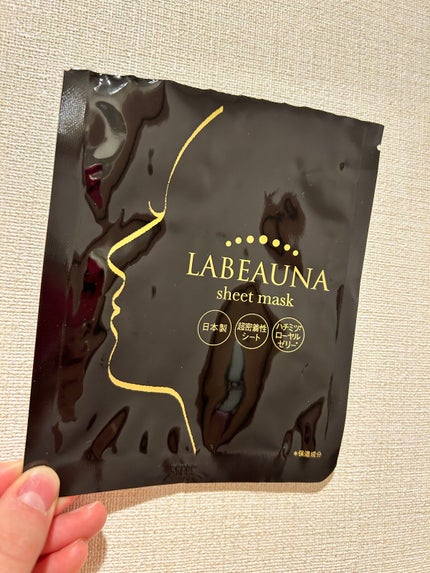 LABEAUNA
sheet mask
日本製
超密着性
シート
ハチミツ*
ローヤル
ゼリー*
*保湿成分